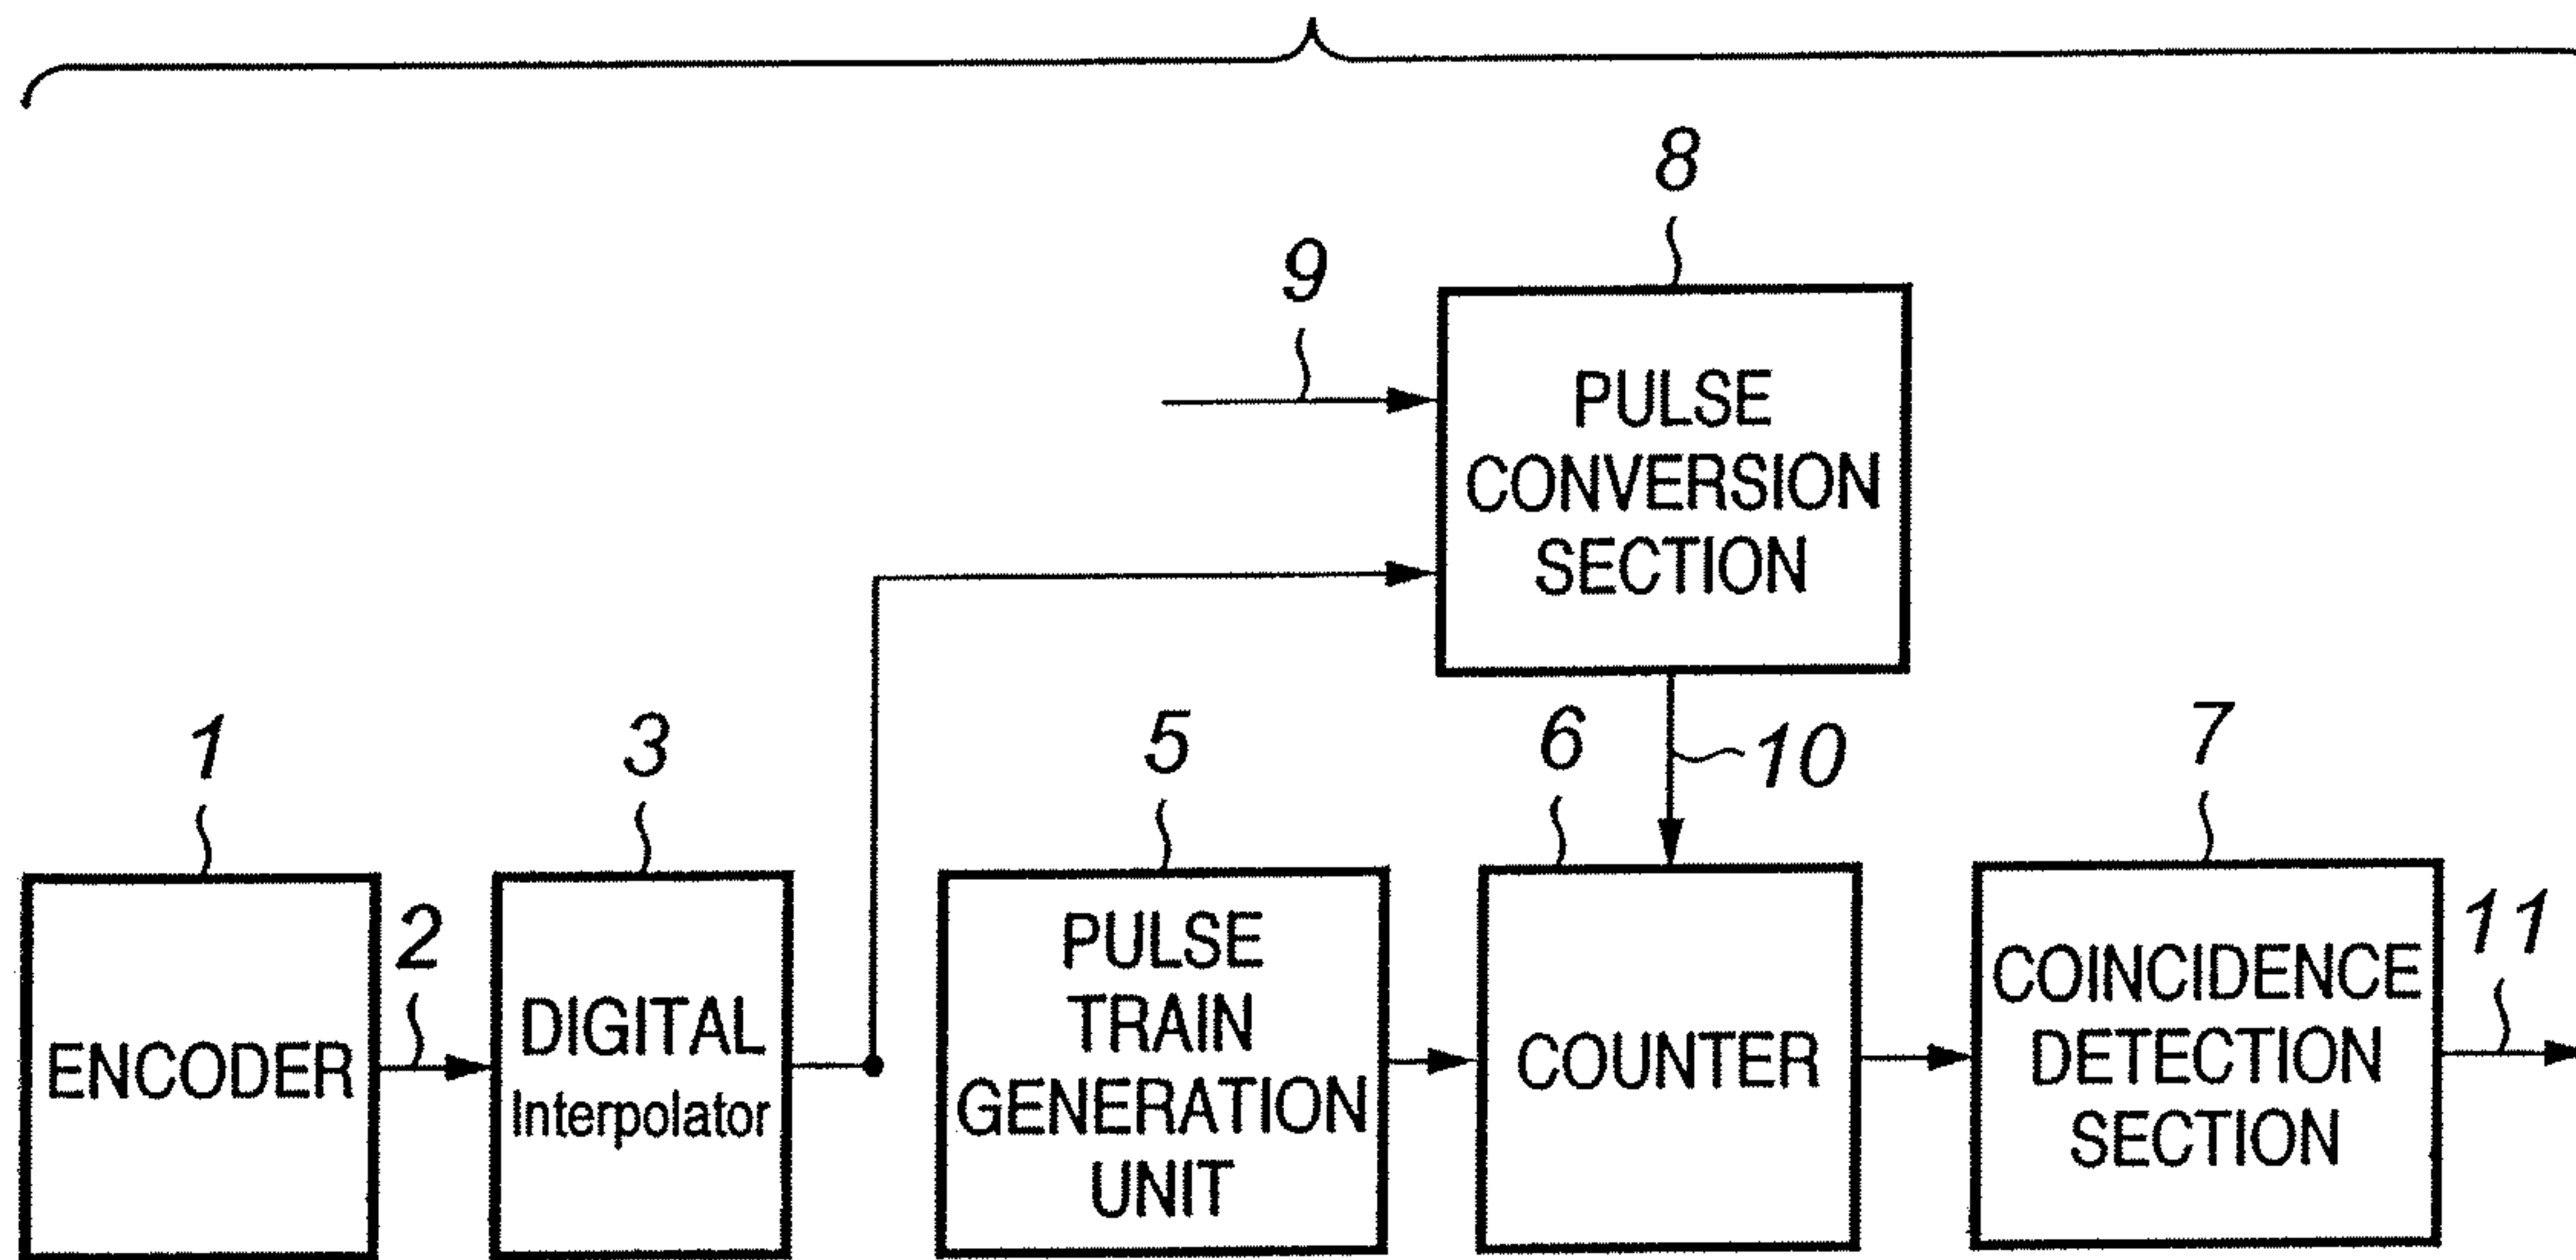 8
9
PULSE
CONVERSION
SECTION
1
3
5
6
10
7
2
11
ENCODER
DIGITAL
Interpolator
PULSE
TRAIN
GENERATION
UNIT
COUNTER
COINCIDENCE
DETECTION
SECTION